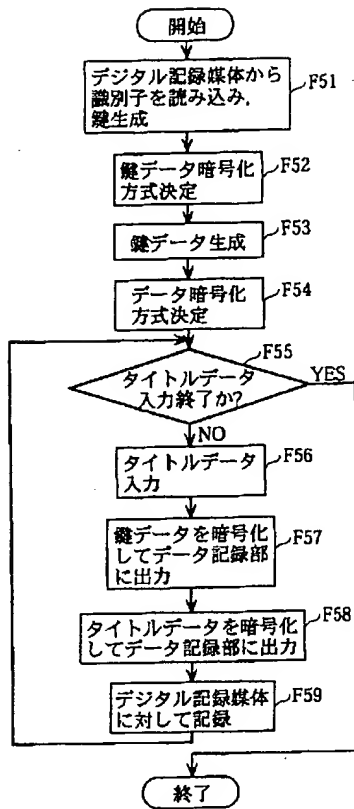 開始
デジタル記録媒体から
識別子を読み込み,
鍵生成
F51
鍵データ暗号化
方式決定
F52
鍵データ生成
F53
データ暗号化
方式決定
F54
F55
タイトルデータ
入力終了か?
YES
NO
タイトルデータ
入力
F56
鍵データを暗号化
してデータ記録部
に出力
F57
タイトルデータを暗号化
してデータ記録部に出力
F58
デジタル記録媒体
に対して記録
F59
終了